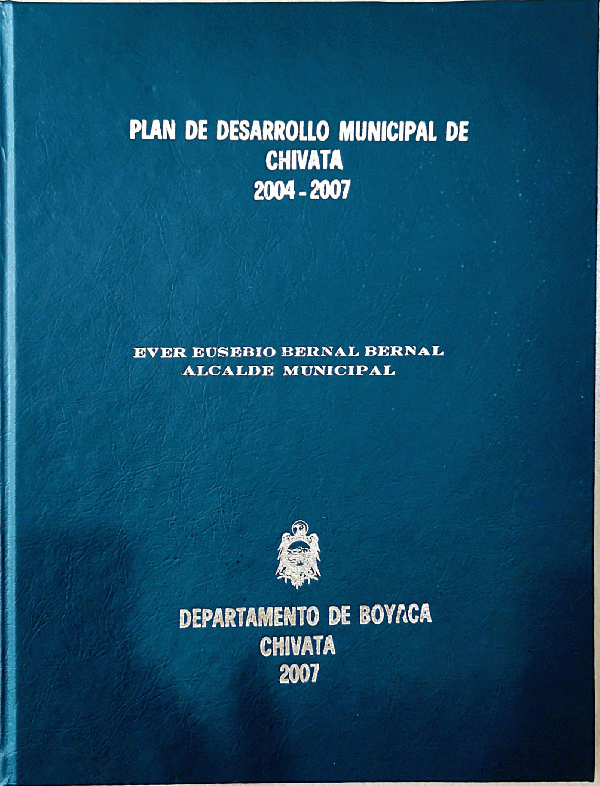 PLAN DE DESARROLLO MUNICIPAL DE
CHIVATA
2004 - 2007
EVER EUSEBIO BERNAL BERNAL
ALCALDE MUNICIPAL
DEPARTAMENTO DE BOYACA
CHIVATA
2007